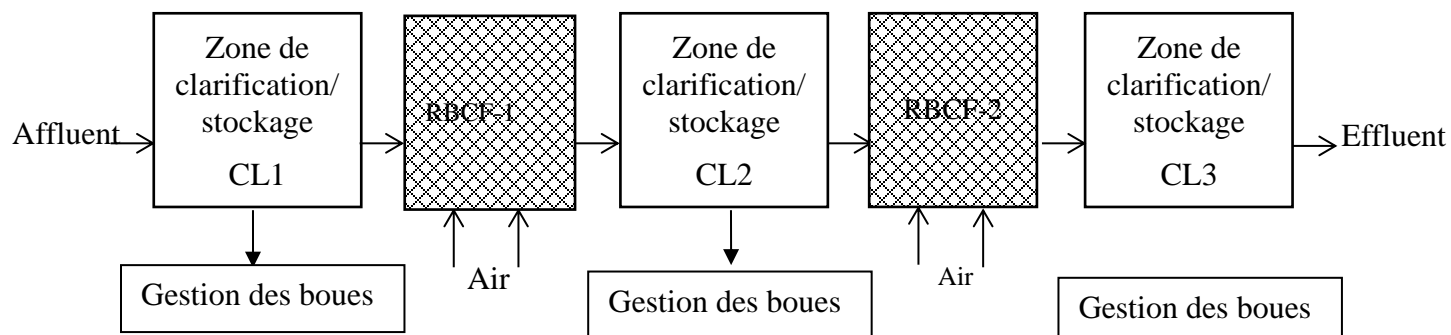 Affluent
Zone de
clarification/
stockage
CL1
RBCF-1
Zone de
clarification/
stockage
CL2
RBCF-2
Zone de
clarification/
stockage
CL3
Effluent
Gestion des boues
Air
Gestion des boues
Air
Gestion des boues